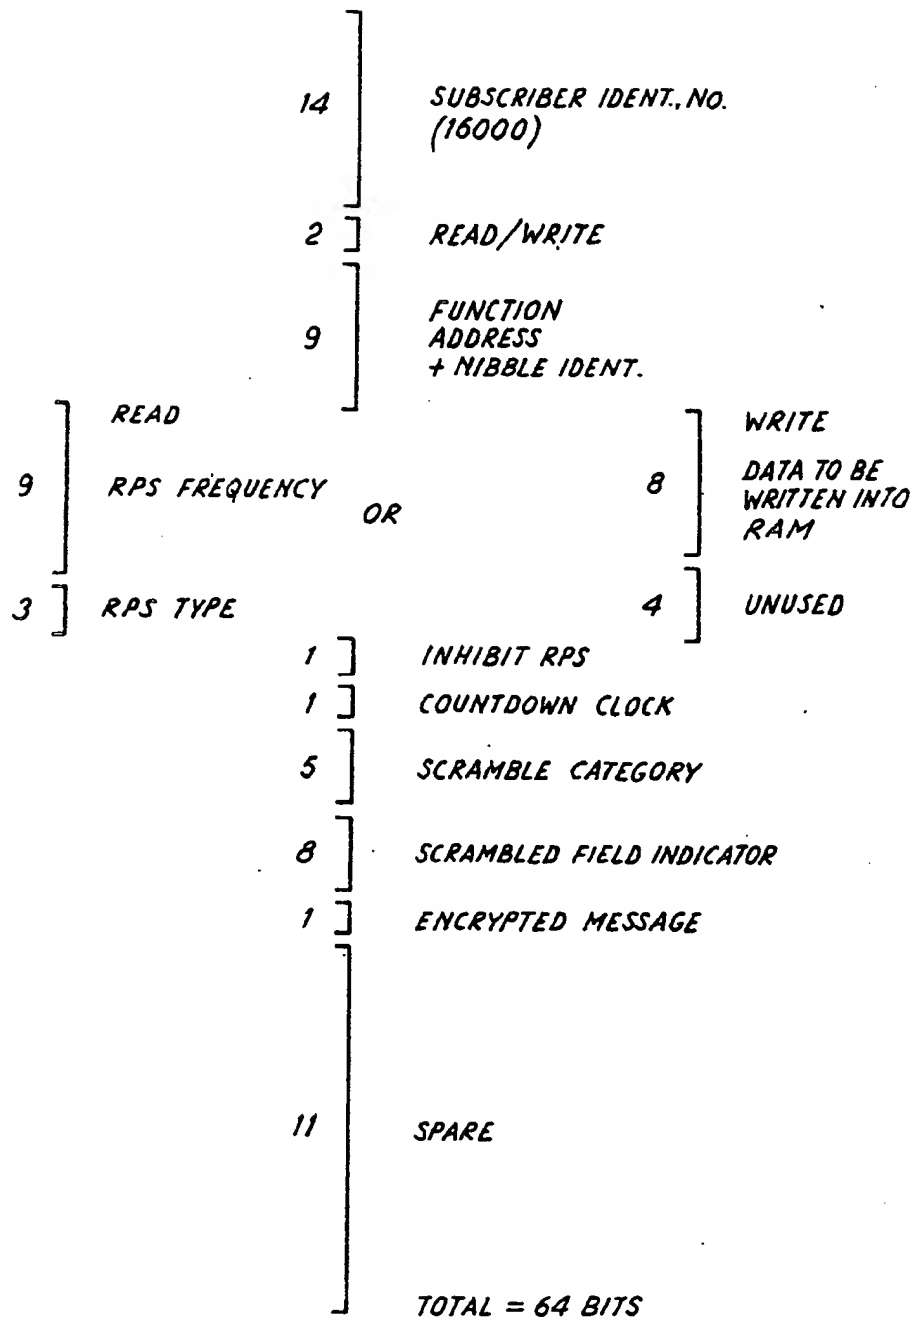 14 SUBSCRIBER IDENT., NO.
(16000)
2 READ/WRITE
9 FUNCTION
ADDRESS
+ NIBBLE IDENT.
READ
9 RPS FREQUENCY
3 RPS TYPE
OR
WRITE
8 DATA TO BE
WRITTEN INTO
RAM
4 UNUSED
1 INHIBIT RPS
1 COUNTDOWN CLOCK
5 SCRAMBLE CATEGORY
8 SCRAMBLED FIELD INDICATOR
1 ENCRYPTED MESSAGE
11 SPARE
TOTAL = 64 BITS